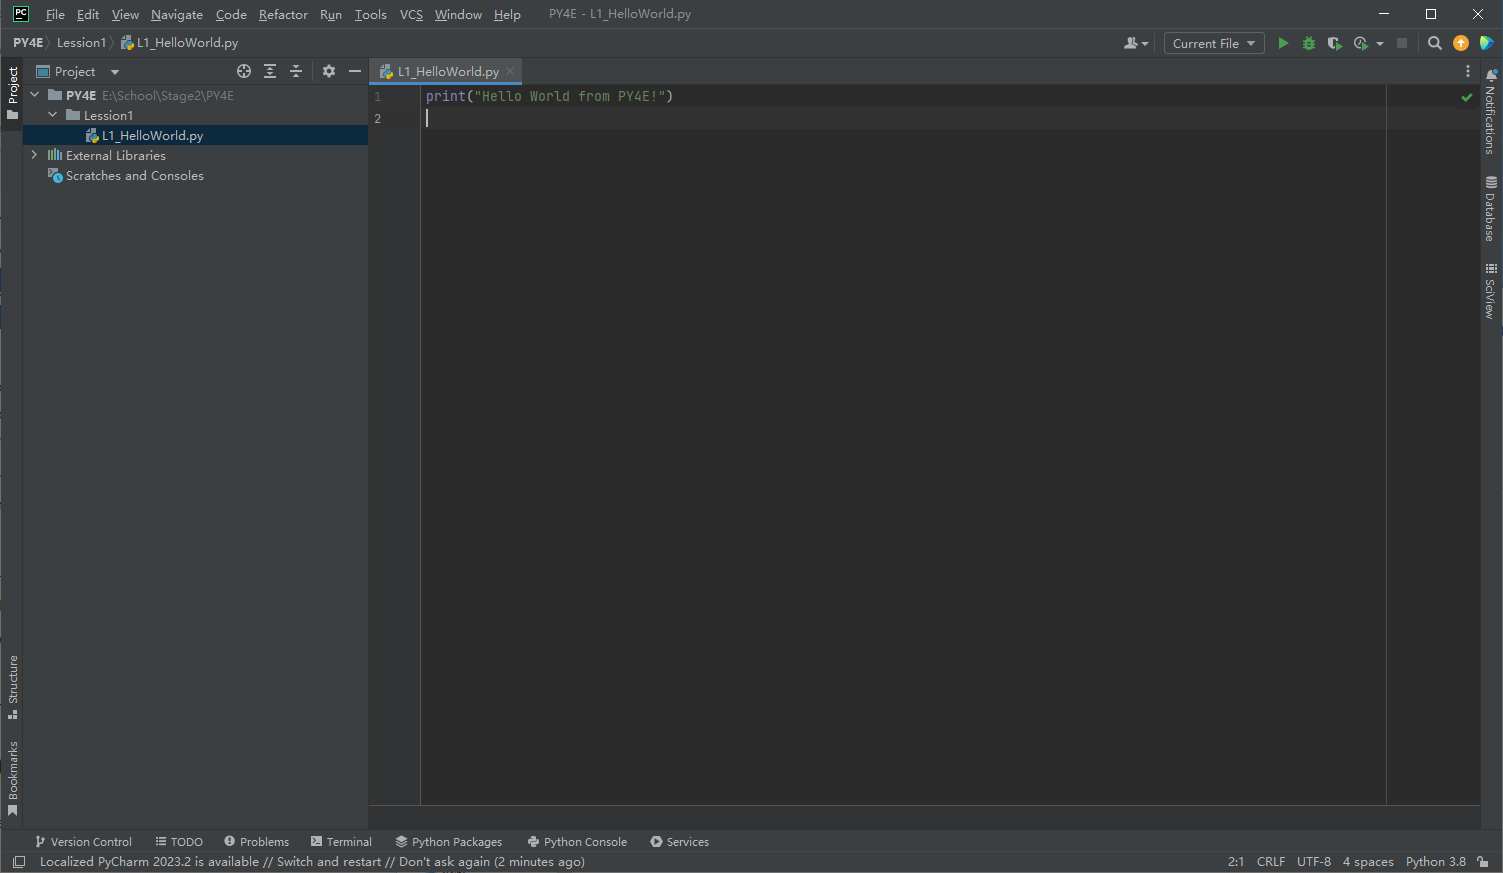 PC File Edit View Navigate Code Refactor Run Tools VCS Window Help PY4E - L1_HelloWorld.py
PY4E Lession1 L1_HelloWorld.py Current File
Project
Project
L1_HelloWorld.py
PY4E E:\School\Stage2\PY4E
Lession1
L1_HelloWorld.py
External Libraries
Scratches and Consoles
1 print("Hello World from PY4E!")
2
Notifications
Database
SciView
Structure
Bookmarks
Version Control TODO Problems Terminal Python Packages Python Console Services
Localized PyCharm 2023.2 is available // Switch and restart // Don't ask again (2 minutes ago) 2:1 CRLF UTF-8 4 spaces Python 3.8